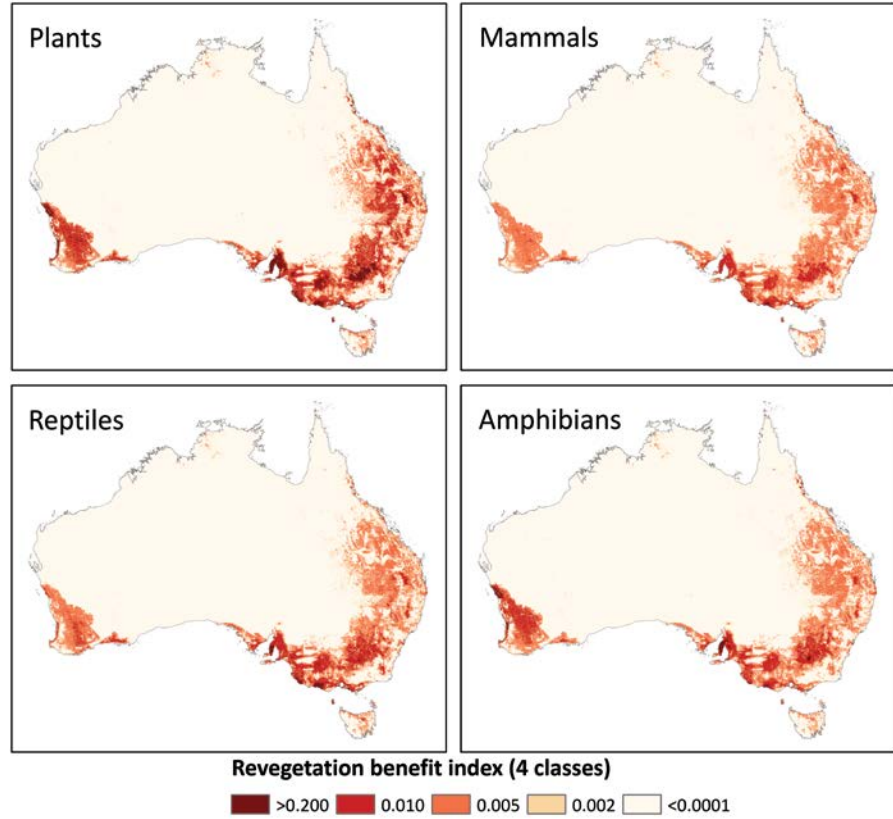 Plants
Mammals
Reptiles
Amphibians
Revegetation benefit index (4 classes)
>0.200 0.010 0.005 0.002 <0.0001